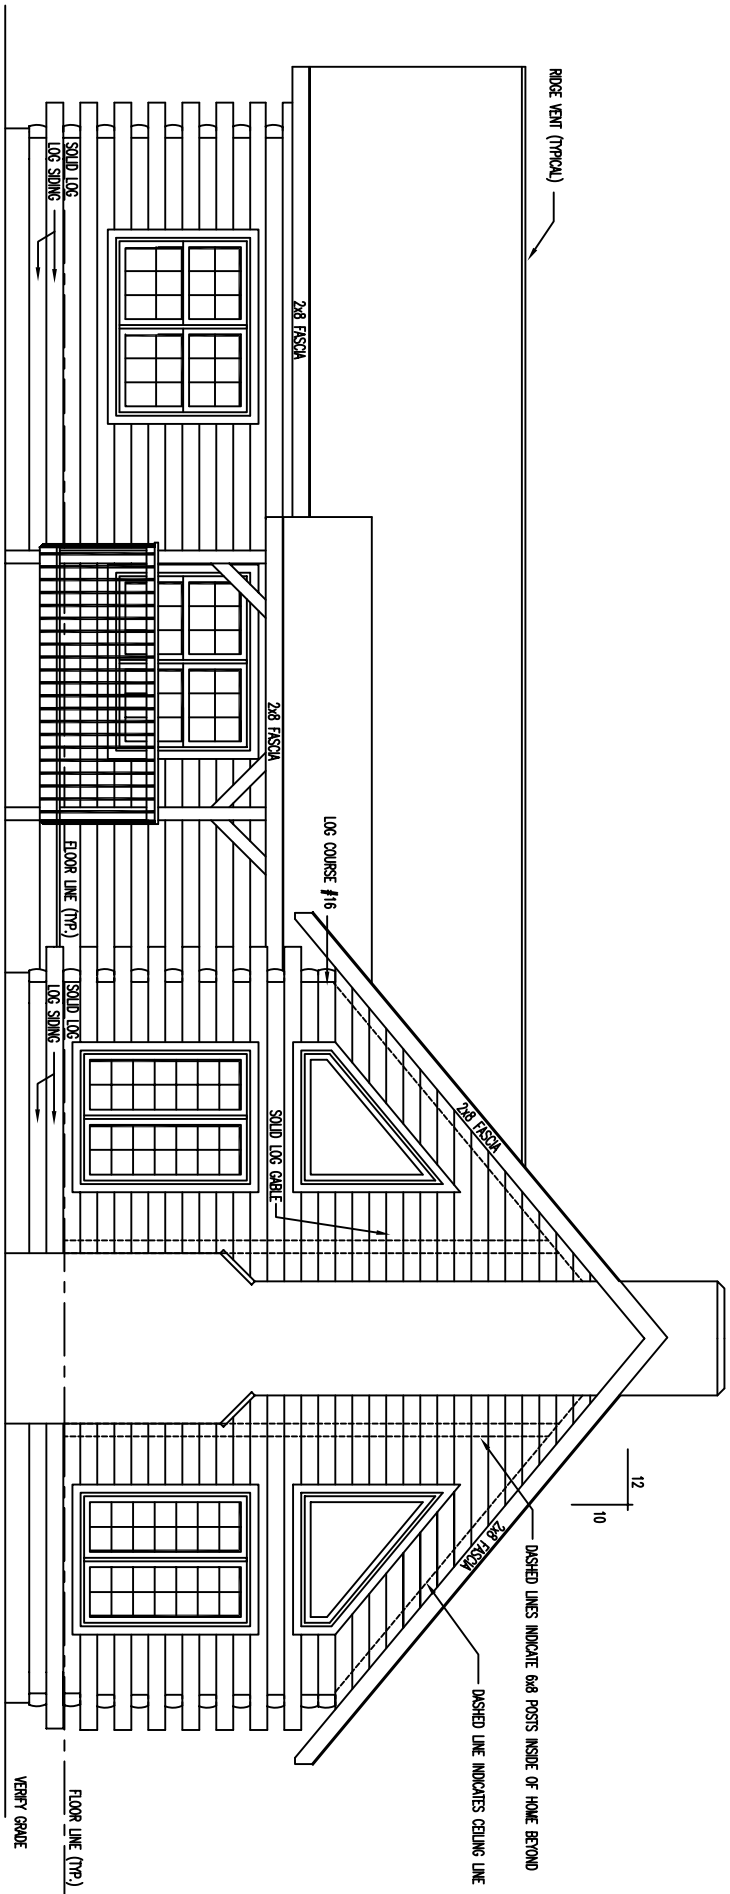 RIDGE VENT (TYPICAL)
12
10
DASHED LINES INDICATE 6x8 POSTS INSIDE OF HOME BEYOND
2x8 FASCIA
2x8 FASCIA
DASHED LINE INDICATES CEILING LINE
LOG COURSE #16
2x8 FASCIA
2x8 FASCIA
SOLID LOG GABLE
SOLID LOG
LOG SIDING
FLOOR LINE (TYP.)
SOLID LOG
LOG SIDING
FLOOR LINE (TYP.)
VERIFY GRADE